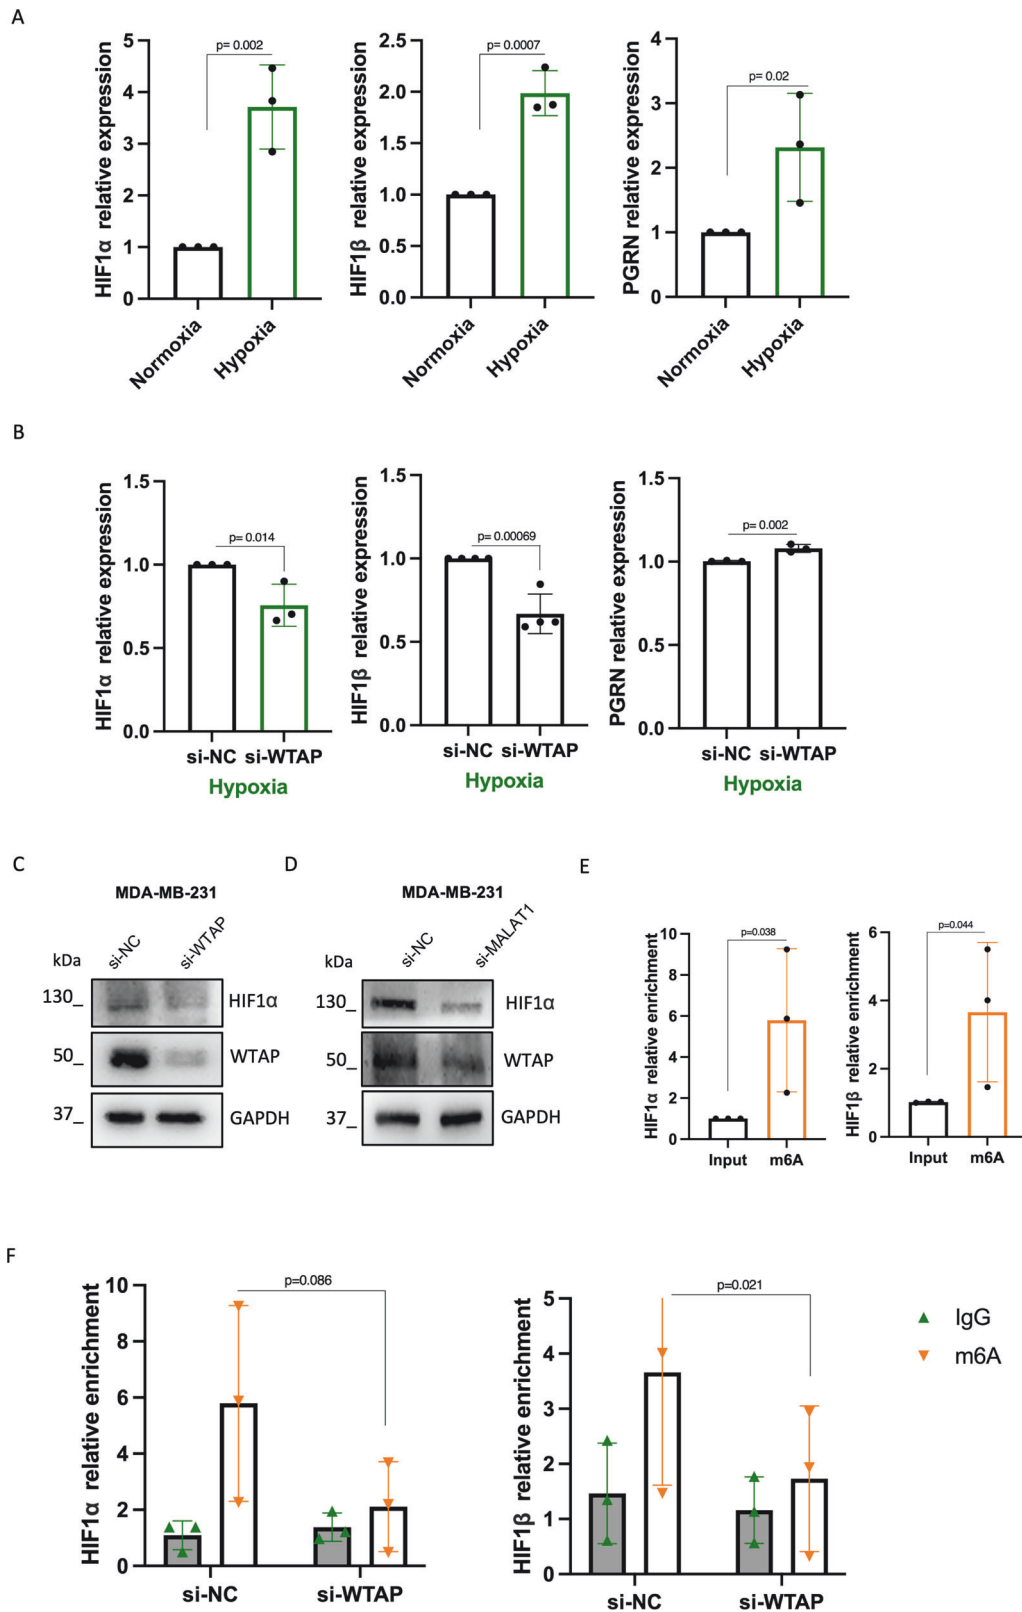 A
HIF1α relative expression
5
4
3
2
1
0
p= 0.002
Normoxia
Hypoxia
HIF1β relative expression
2.5
2.0
1.5
1.0
0.5
0.0
p= 0.0007
Normoxia
Hypoxia
PGRN relative expression
4
3
2
1
0
p= 0.02
Normoxia
Hypoxia
B
HIF1α relative expression
1.5
1.0
0.5
0.0
p= 0.014
si-NC si-WTAP
Hypoxia
HIF1β relative expression
1.5
1.0
0.5
0.0
p= 0.00069
si-NC si-WTAP
Hypoxia
PGRN relative expression
1.5
1.0
0.5
0.0
p= 0.002
si-NC si-WTAP
Hypoxia
C
MDA-MB-231
si-NC
si-WTAP
kDa
130_
HIF1α
50_
WTAP
37_
GAPDH
D
MDA-MB-231
si-NC
si-MALAT1
kDa
130_
HIF1α
50_
WTAP
37_
GAPDH
E
HIF1α relative enrichment
10
8
6
4
2
0
p=0.038
Input m6A
HIF1β relative enrichment
6
4
2
0
p=0.044
Input m6A
F
HIF1α relative enrichment
10
8
6
4
2
0
p=0.086
si-NC si-WTAP
HIF1β relative enrichment
5
4
3
2
1
0
p=0.021
si-NC si-WTAP
IgG
m6A